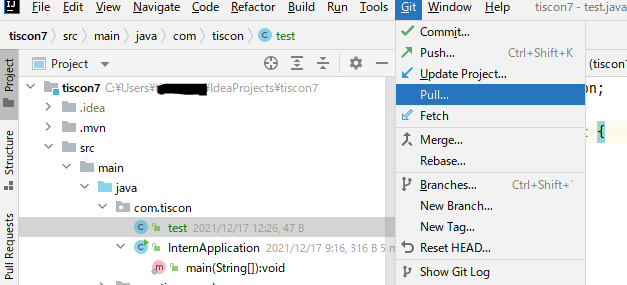 File Edit View Navigate Code Refactor Build Run Tools Git Window Help tiscon7 - test.java
tiscon7 › src › main › java › com › tiscon › test
Project
C:¥Users¥t
¥IdeaProjects¥tiscon7
tiscon7
.idea
.mvn
src
main
java
com.tiscon
test 2021/12/17 12:26, 47 B
InternApplication 2021/12/17 9:16, 316 B 5 m
main(String[]):void
Project
Structure
Pull Requests
Commit...
Push... Ctrl+Shift+K
Update Project...
Pull...
Fetch
Merge...
Rebase...
Branches... Ctrl+Shift+`
New Branch...
New Tag...
Reset HEAD...
Show Git Log
(tiscon7
on;
{